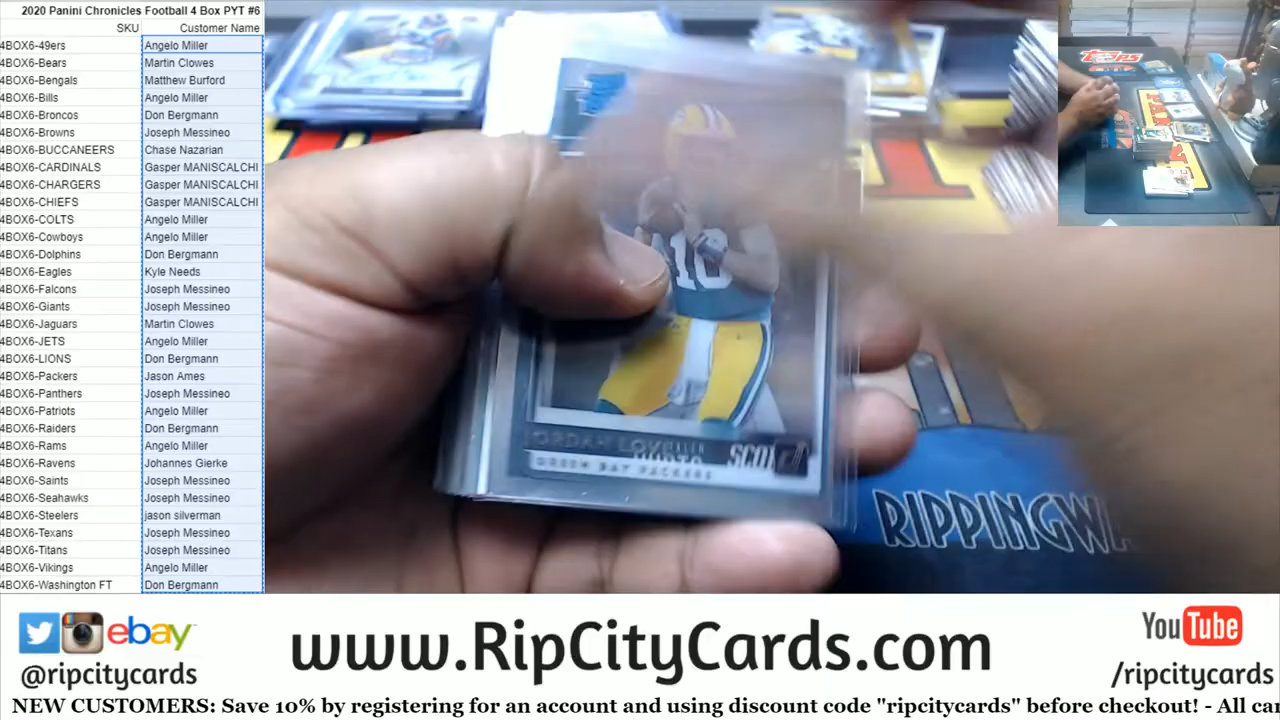 2020 Panini Chronicles Football 4 Box PYT #6
SKU Customer Name
4BOX6-49ers Angelo Miller
4BOX6-Bears Martin Clowes
4BOX6-Bengals Matthew Burford
4BOX6-Bills Angelo Miller
4BOX6-Broncos Don Bergmann
4BOX6-Browns Joseph Messineo
4BOX6-BUCCANEERS Chase Nazarian
4BOX6-CARDINALS Gasper MANISCALCHI
4BOX6-CHARGERS Gasper MANISCALCHI
4BOX6-CHIEFS Gasper MANISCALCHI
4BOX6-COLTS Angelo Miller
4BOX6-Cowboys Angelo Miller
4BOX6-Dolphins Don Bergmann
4BOX6-Eagles Kyle Needs
4BOX6-Falcons Joseph Messineo
4BOX6-Giants Joseph Messineo
4BOX6-Jaguars Martin Clowes
4BOX6-JETS Angelo Miller
4BOX6-LIONS Don Bergmann
4BOX6-Packers Jason Ames
4BOX6-Panthers Joseph Messineo
4BOX6-Patriots Angelo Miller
4BOX6-Raiders Don Bergmann
4BOX6-Rams Angelo Miller
4BOX6-Ravens Johannes Gierke
4BOX6-Saints Joseph Messineo
4BOX6-Seahawks Joseph Messineo
4BOX6-Steelers jason silverman
4BOX6-Texans Joseph Messineo
4BOX6-Titans Joseph Messineo
4BOX6-Vikings Angelo Miller
4BOX6-Washington FT Don Bergmann
TOPPS
10
GREEN BAY PACKERS
RIPPINGW
ebay
@ripcitycards
www.RipCityCards.com
YouTube
/ripcitycards
NEW CUSTOMERS: Save 10% by registering for an account and using discount code "ripcitycards" before checkout! - All